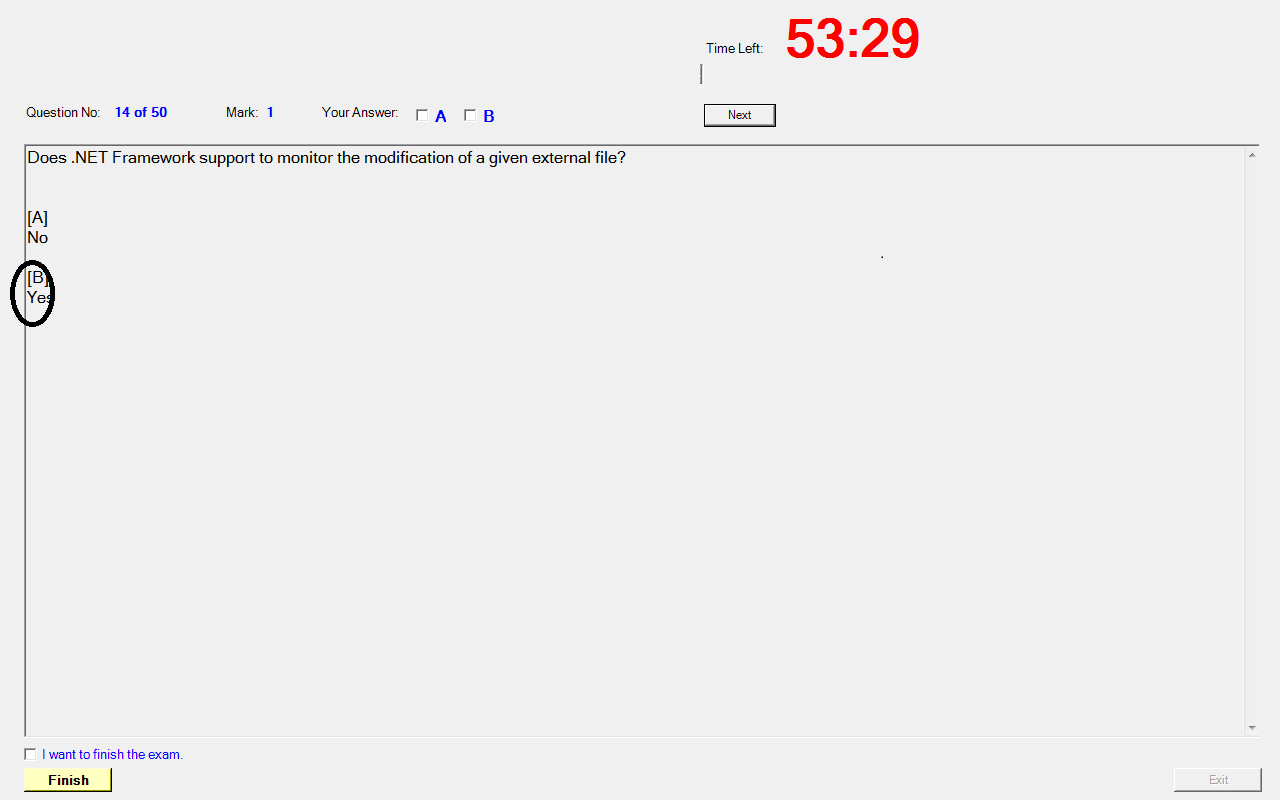 Time Left: 53:29
Question No: 14 of 50 Mark: 1 Your Answer: A B Next
Does .NET Framework support to monitor the modification of a given external file?
[A]
No
[B]
Yes
I want to finish the exam.
Finish Exit